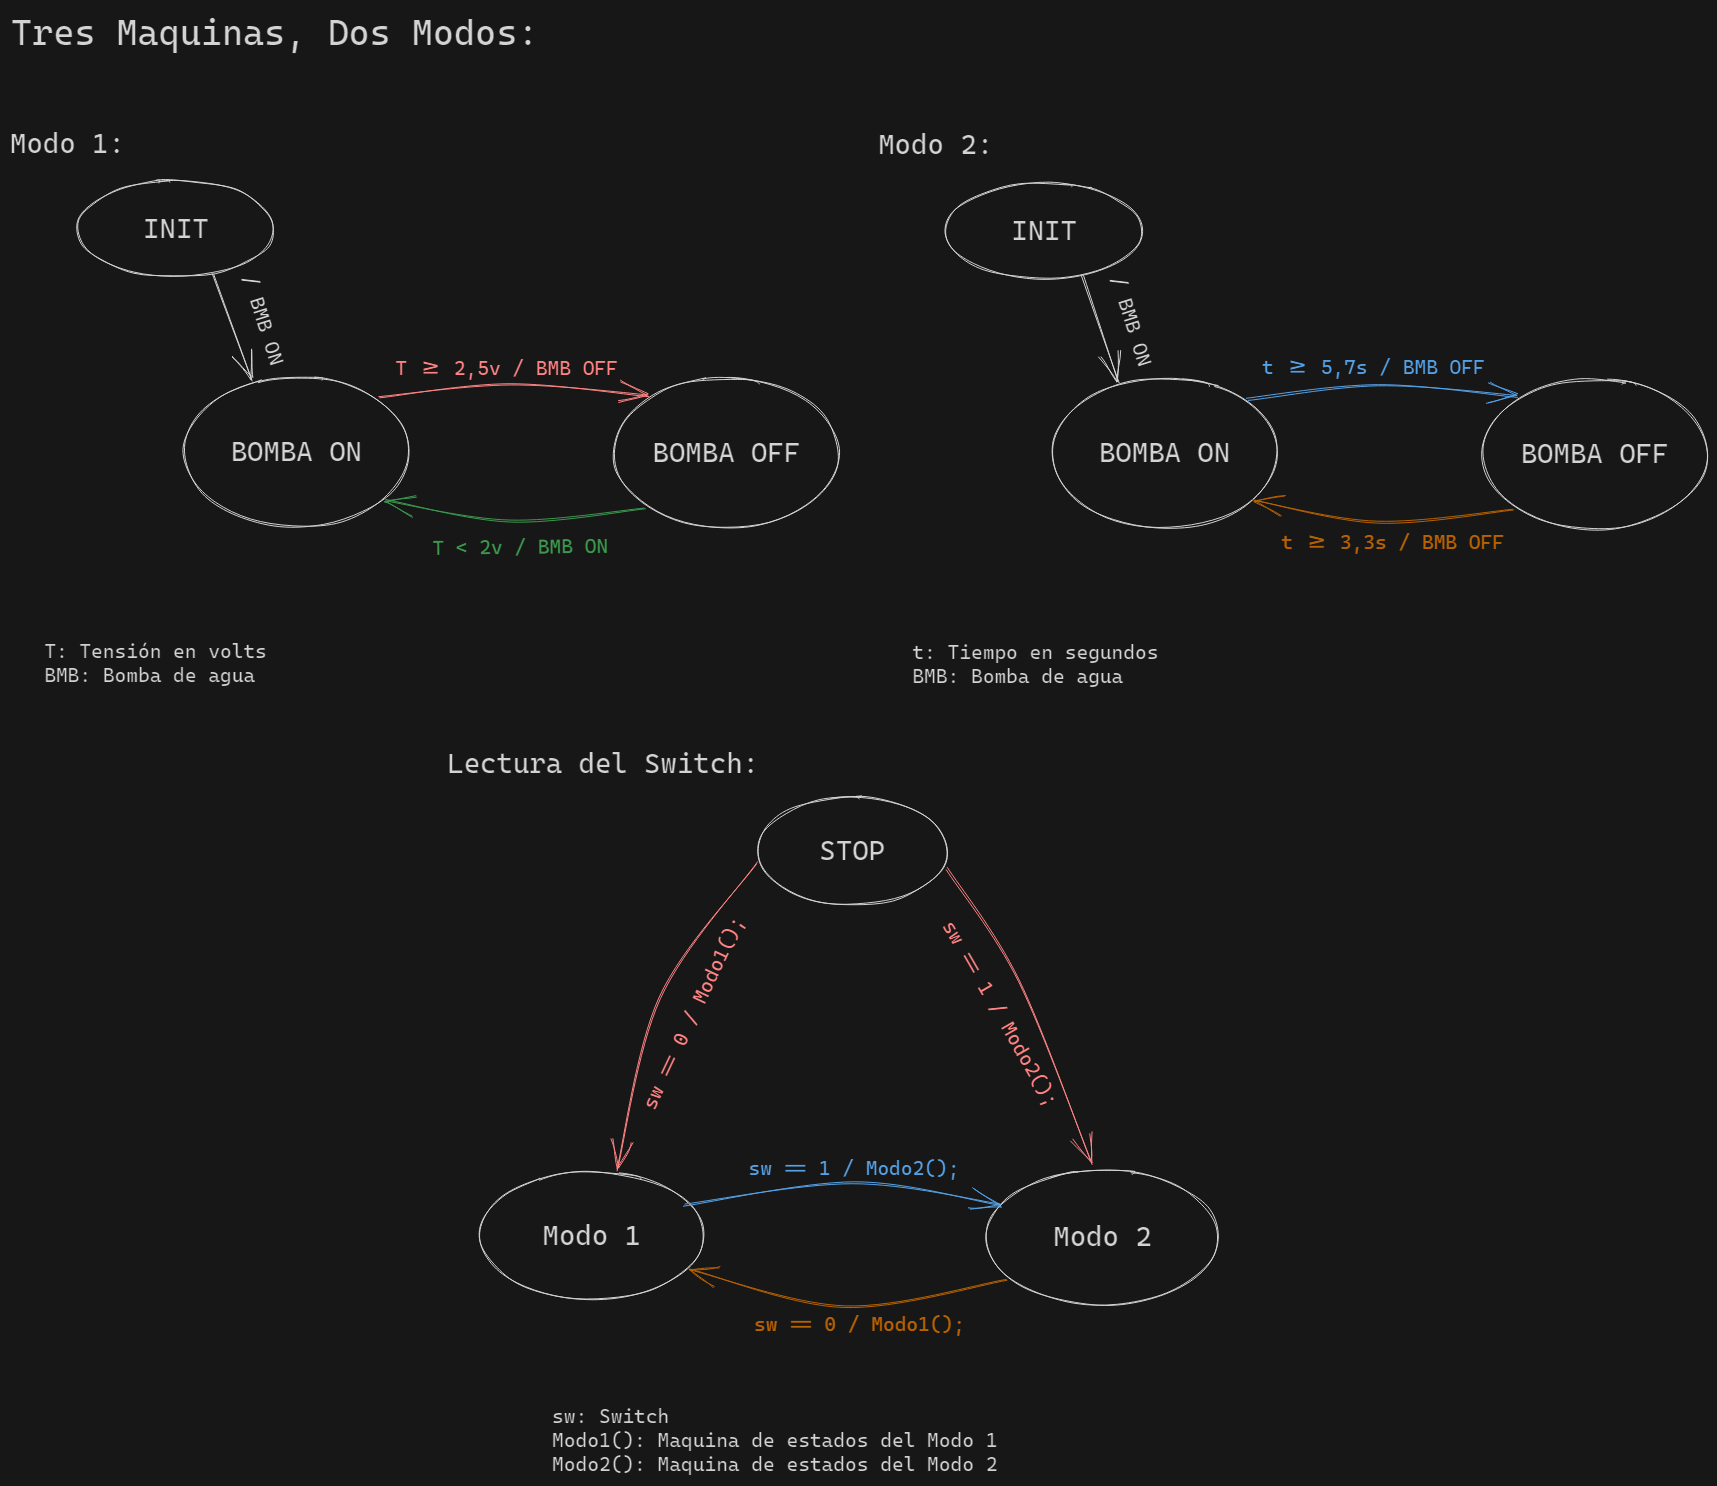 Tres Maquinas, Dos Modos:
Modo 1:
INIT
/ BMB ON
T ≥ 2,5v / BMB OFF
BOMBA ON
BOMBA OFF
T < 2v / BMB ON
T: Tensión en volts
BMB: Bomba de agua
Modo 2:
INIT
/ BMB ON
t ≥ 5,7s / BMB OFF
BOMBA ON
BOMBA OFF
t ≥ 3,3s / BMB OFF
t: Tiempo en segundos
BMB: Bomba de agua
Lectura del Switch:
STOP
sw == 0 / Modo1();
sw == 1 / Modo2();
sw == 1 / Modo2();
Modo 1
Modo 2
sw == 0 / Modo1();
sw: Switch
Modo1(): Maquina de estados del Modo 1
Modo2(): Maquina de estados del Modo 2